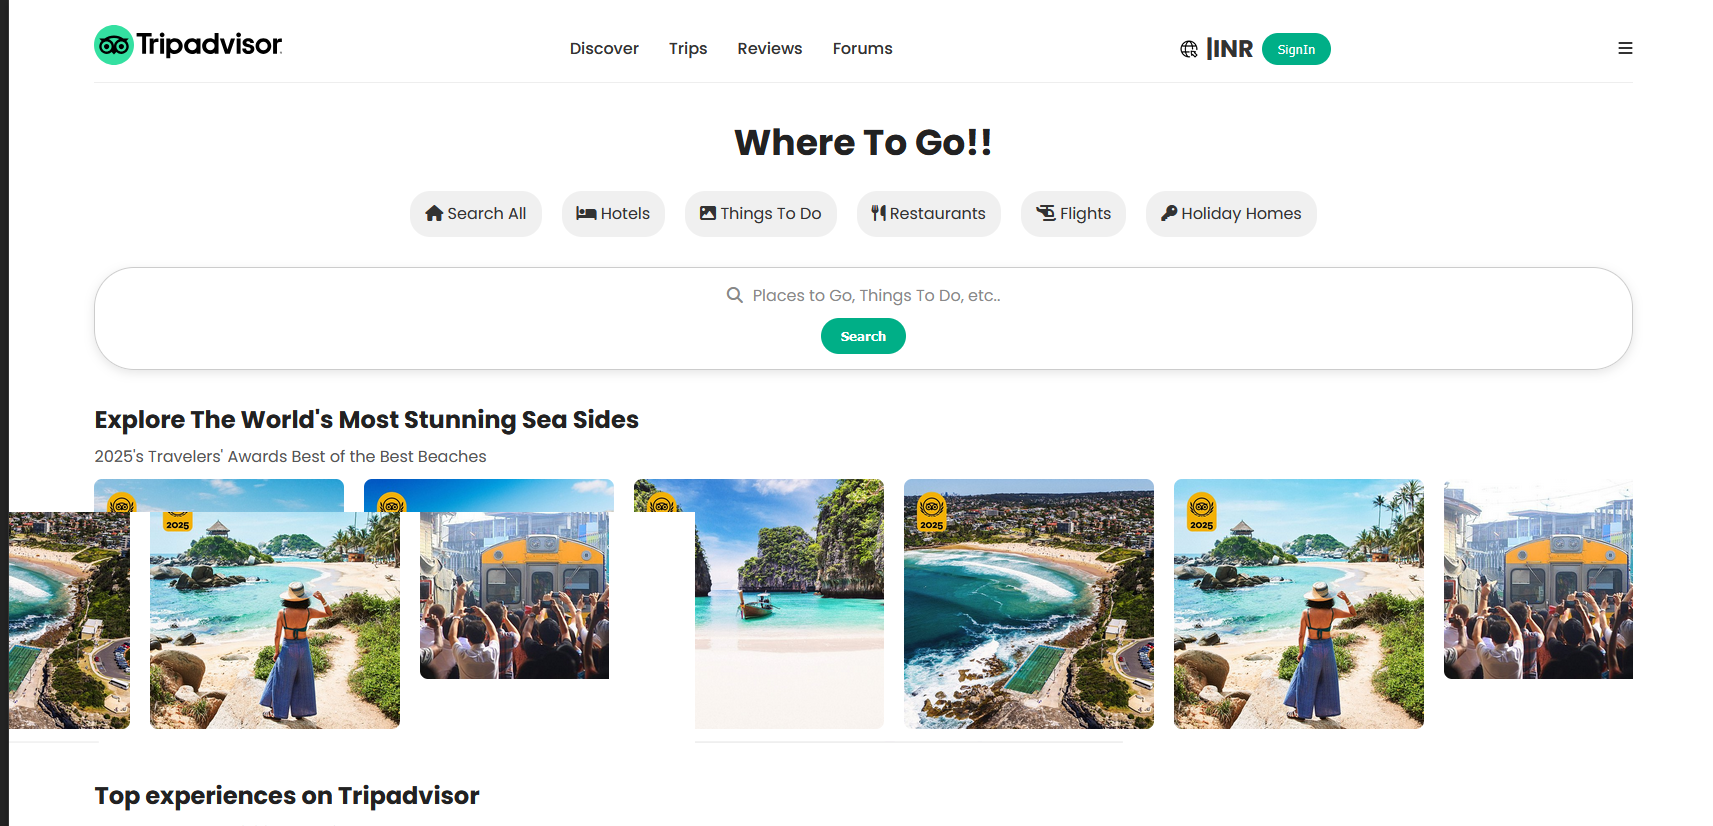 Tripadvisor
Discover Trips Reviews Forums
|INR SignIn
Where To Go!!
Search All Hotels Things To Do Restaurants Flights Holiday Homes
Places to Go, Things To Do, etc..
Search
Explore The World's Most Stunning Sea Sides
2025's Travelers' Awards Best of the Best Beaches
2025
2025
2025
Top experiences on Tripadvisor